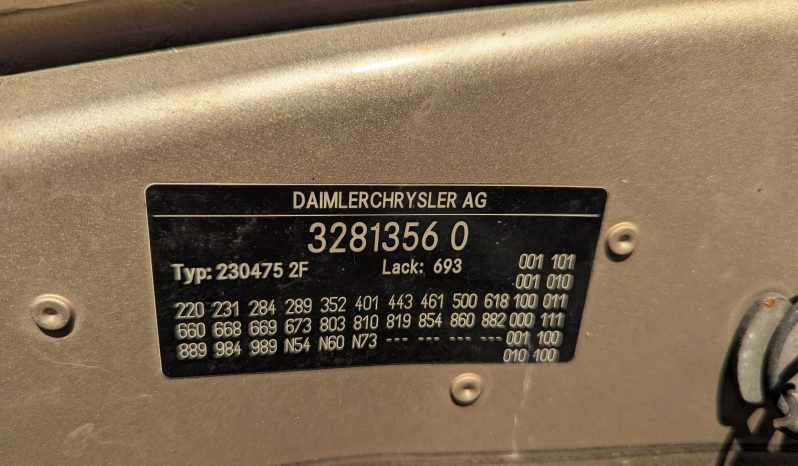 DAIMLERCHRYSLER AG
3281356 0
Typ: 230475 2F Lack: 693 001 101
001 010
220 231 284 289 352 401 443 461 500 618 100 011
660 668 669 673 803 810 819 854 860 882 000 111
889 984 989 N54 N60 N73 --- --- --- --- 001 100
010 100